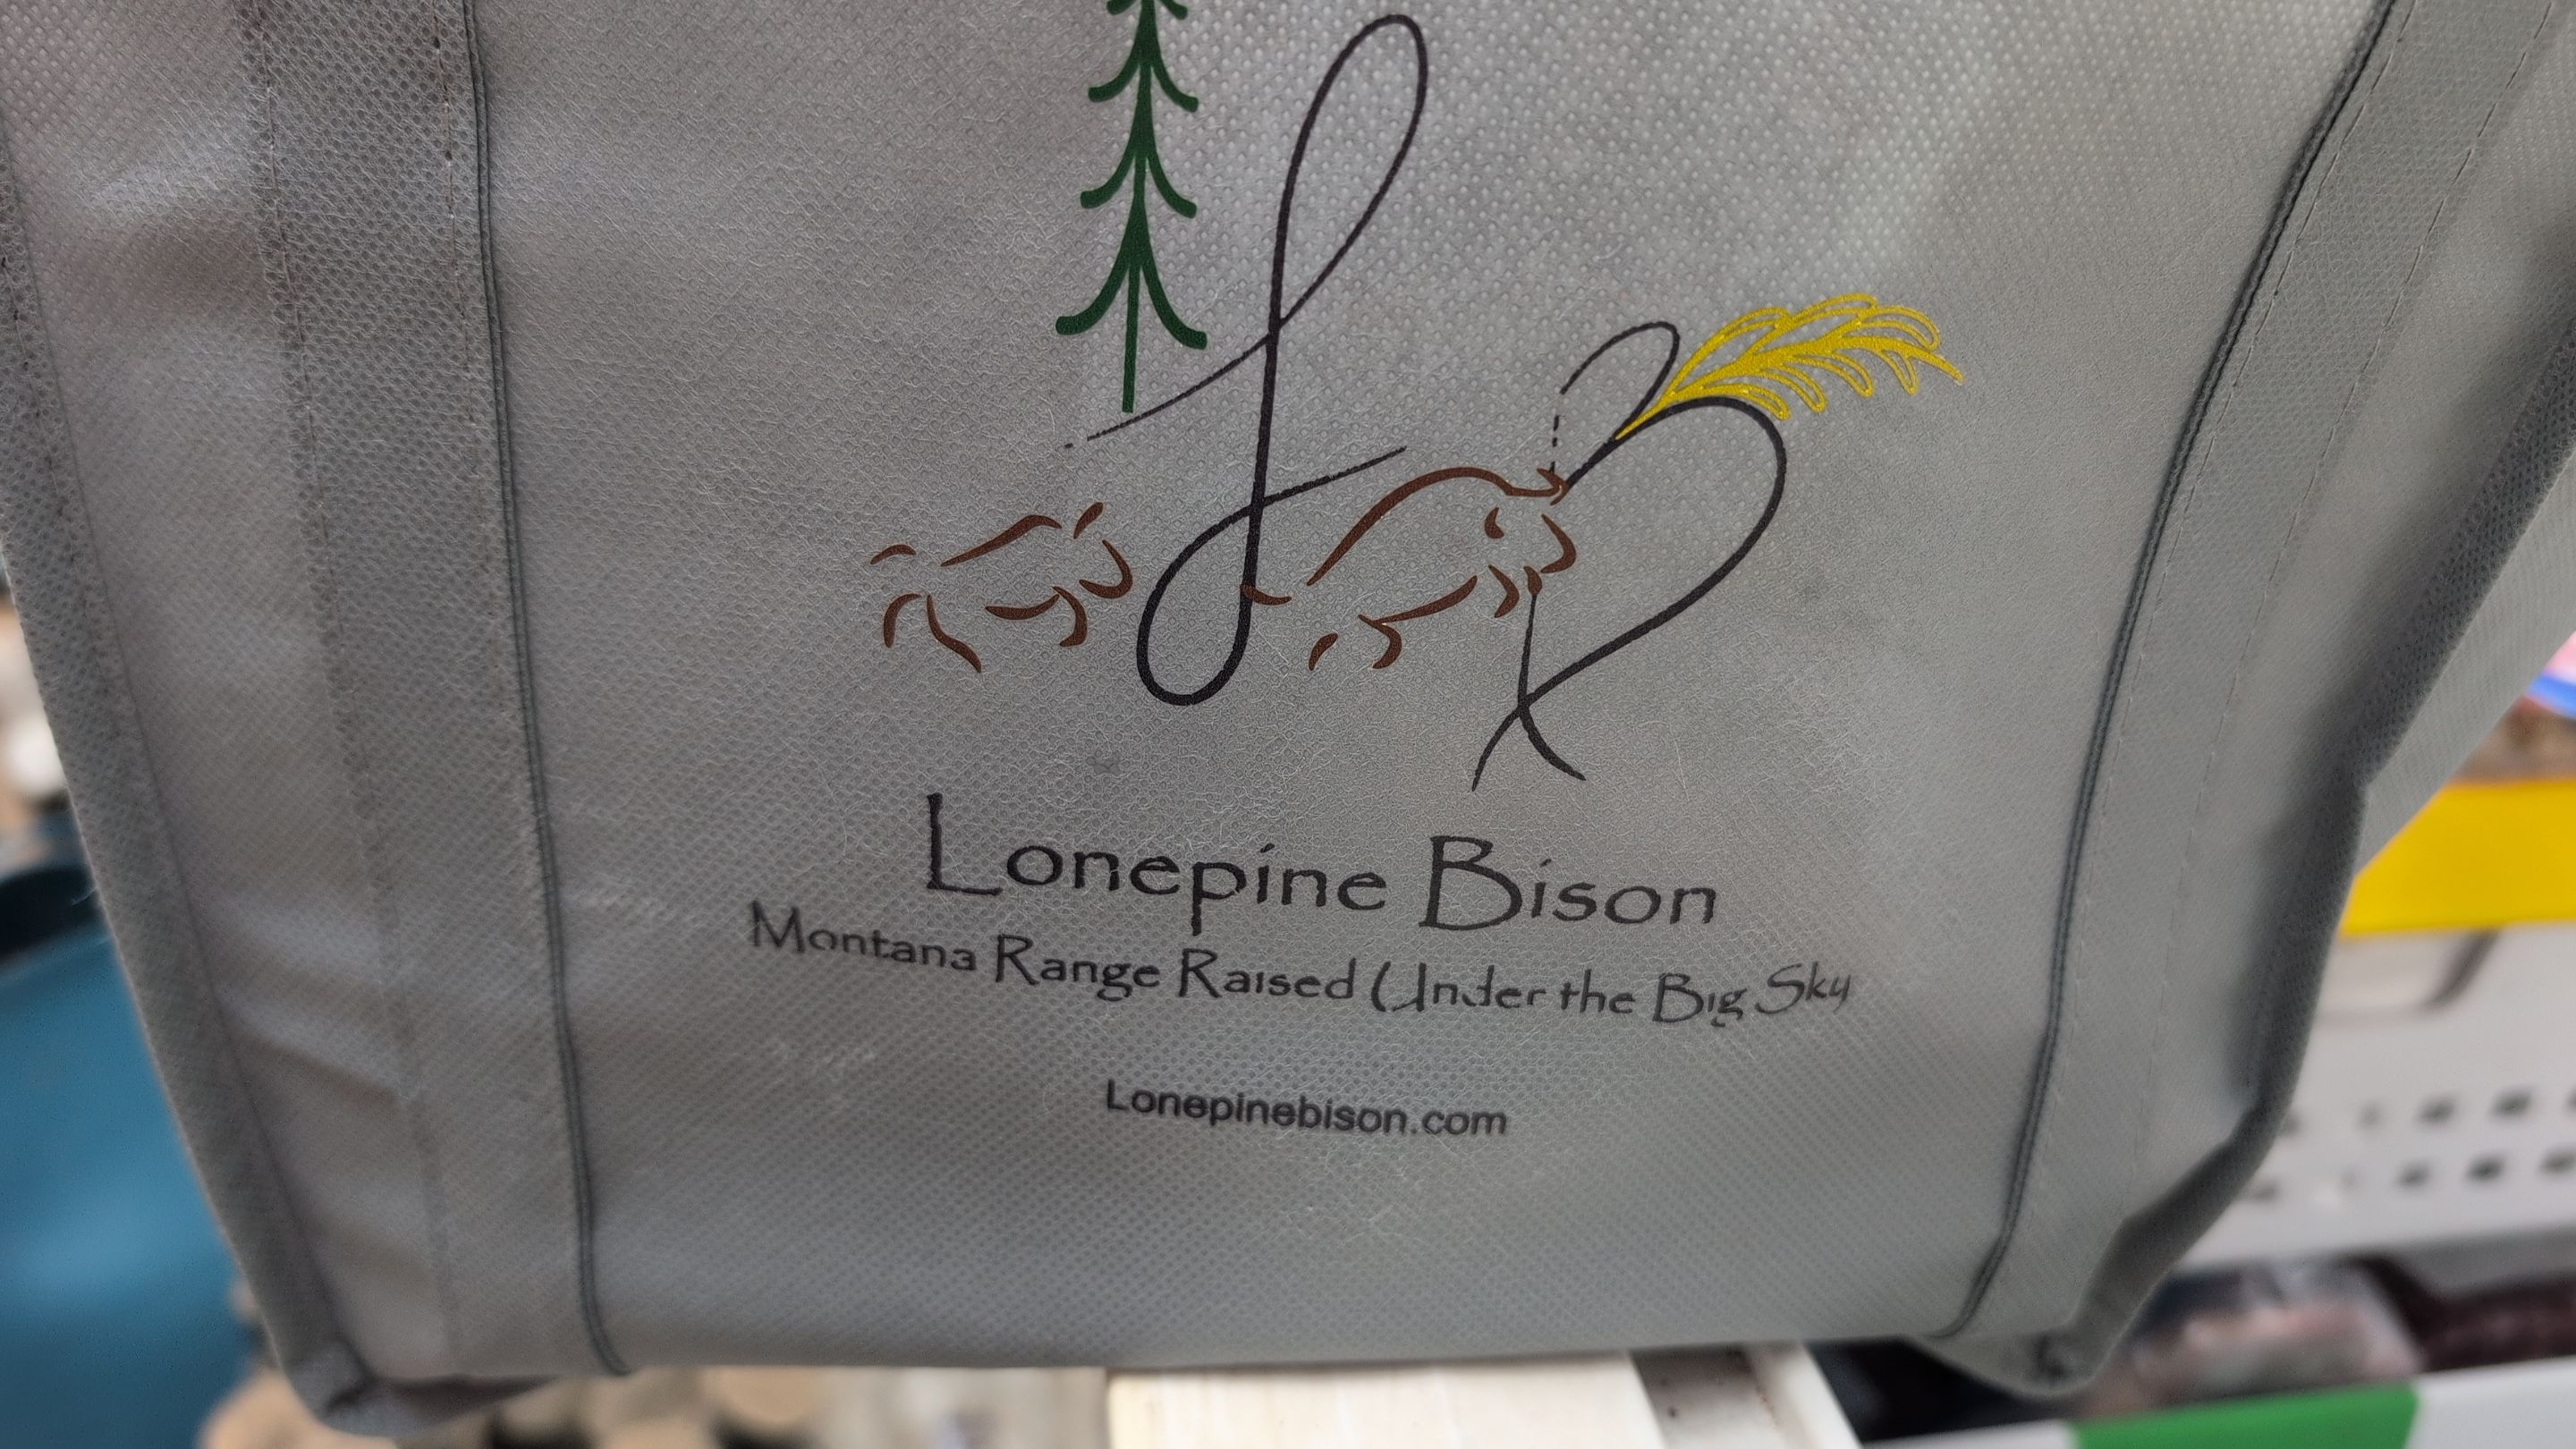 Lonepine Bison
Montana Range Raised Under the Big Sky
Lonepinebison.com